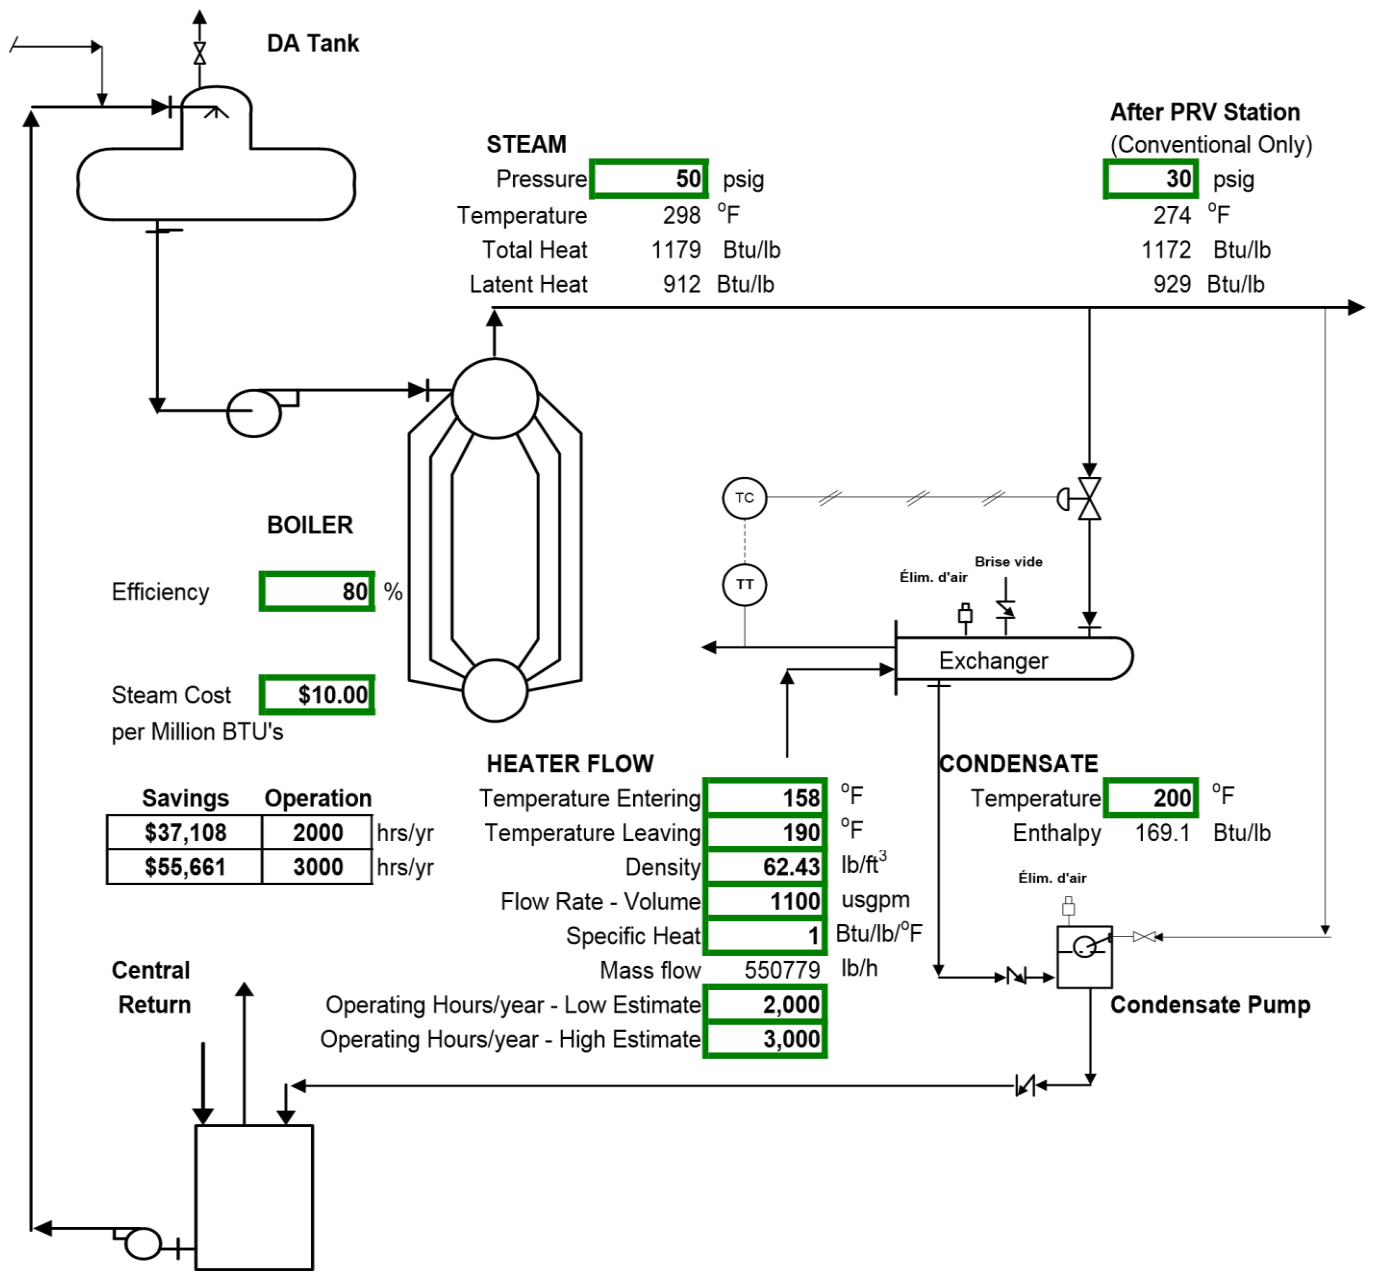 DA Tank
After PRV Station
(Conventional Only)
STEAM
Pressure 50 psig
30 psig
Temperature 298 °F
274 °F
Total Heat 1179 Btu/lb
1172 Btu/lb
Latent Heat 912 Btu/lb
929 Btu/lb
TC
BOILER
Brise vide
Élim. d'air
TT
Efficiency 80 %
Exchanger
Steam Cost $10.00
per Million BTU's
HEATER FLOW
CONDENSATE
Temperature Entering 158 °F
Temperature 200 °F
Savings Operation
$37,108 2000 hrs/yr
$55,661 3000 hrs/yr
Temperature Leaving 190 °F
Enthalpy 169.1 Btu/lb
Density 62.43 lb/ft³
Flow Rate - Volume 1100 usgpm
Specific Heat 1 Btu/lb/°F
Mass flow 550779 lb/h
Operating Hours/year - Low Estimate 2,000
Operating Hours/year - High Estimate 3,000
Élim. d'air
Condensate Pump
Central
Return